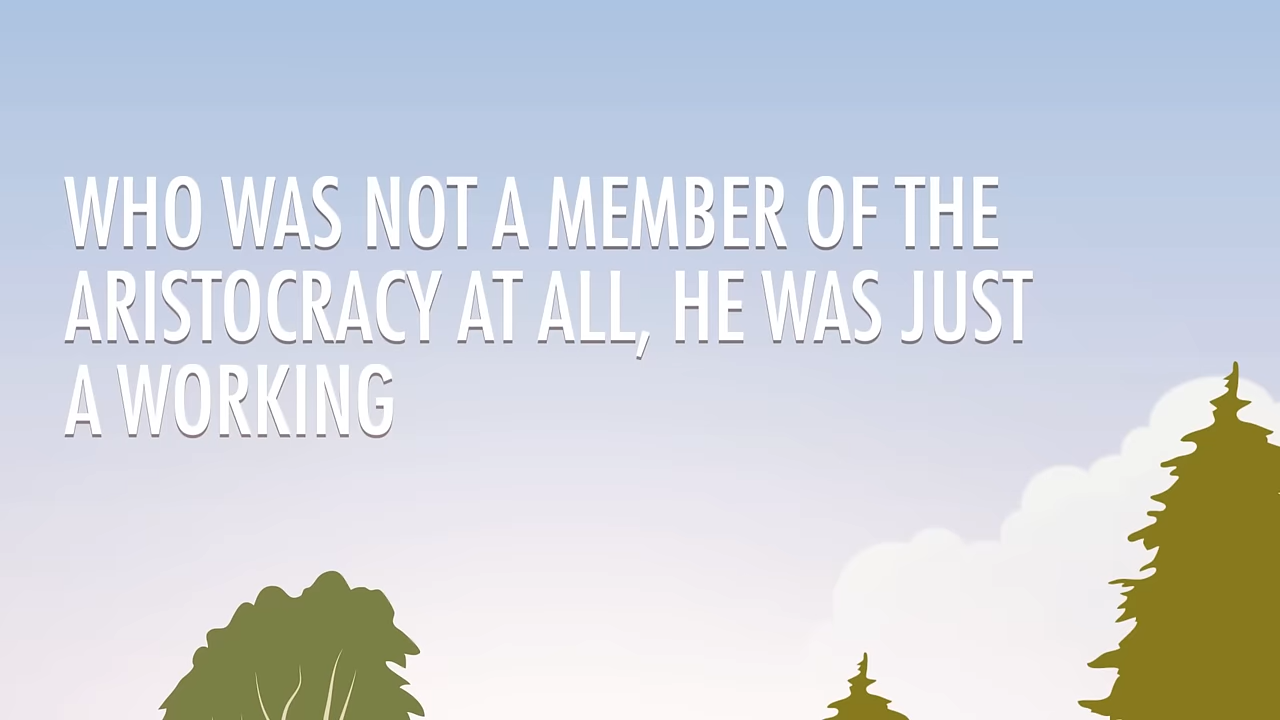 WHO WAS NOT A MEMBER OF THE
ARISTOCRACY AT ALL, HE WAS JUST
A WORKING